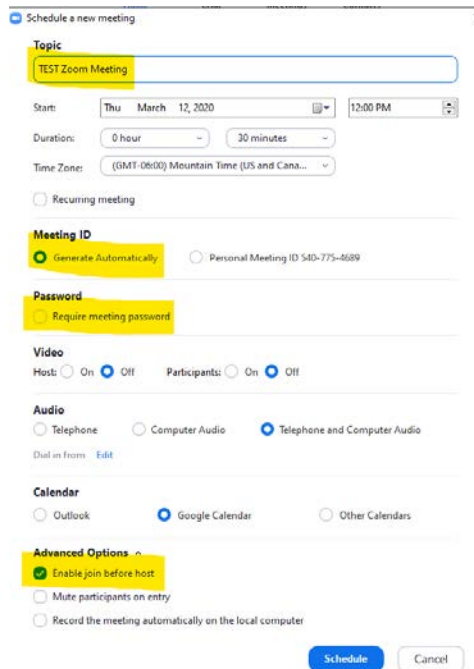 Schedule a new meeting
Topic
TEST Zoom Meeting
Start: Thu March 12, 2020 12:00 PM
Duration: 0 hour 30 minutes
Time Zone: (GMT-06:00) Mountain Time (US and Cana...
Recurring meeting
Meeting ID
Generate Automatically Personal Meeting ID 540-775-4689
Password
Require meeting password
Video
Host: On Off Participants: On Off
Audio
Telephone Computer Audio Telephone and Computer Audio
Dial in from Edit
Calendar
Outlook Google Calendar Other Calendars
Advanced Options
Enable join before host
Mute participants on entry
Record the meeting automatically on the local computer
Schedule Cancel